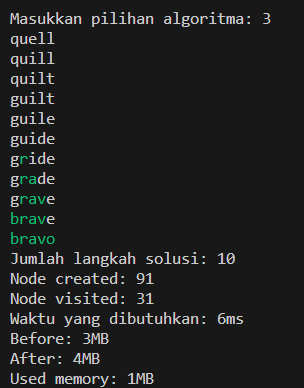 Masukkan pilihan algoritma: 3
quell
quill
quilt
guilt
guile
guide
gride
grade
grave
brave
bravo
Jumlah langkah solusi: 10
Node created: 91
Node visited: 31
Waktu yang dibutuhkan: 6ms
Before: 3MB
After: 4MB
Used memory: 1MB